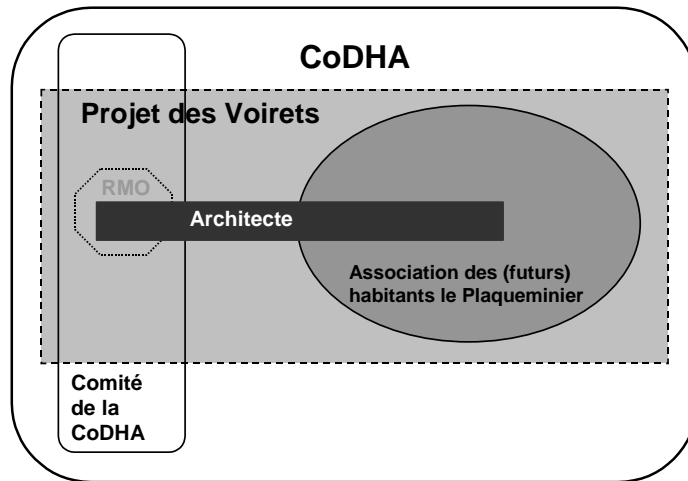 CoDHA
Projet des Voirets
RMO
Architecte
Association des (futurs)
habitants le Plaqueminier
Comité
de la
CoDHA